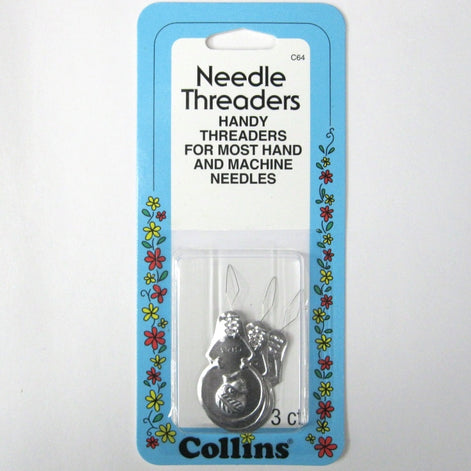 C64
Needle
Threaders
HANDY
THREADERS
FOR MOST HAND
AND MACHINE
NEEDLES
3 ct
Collins®